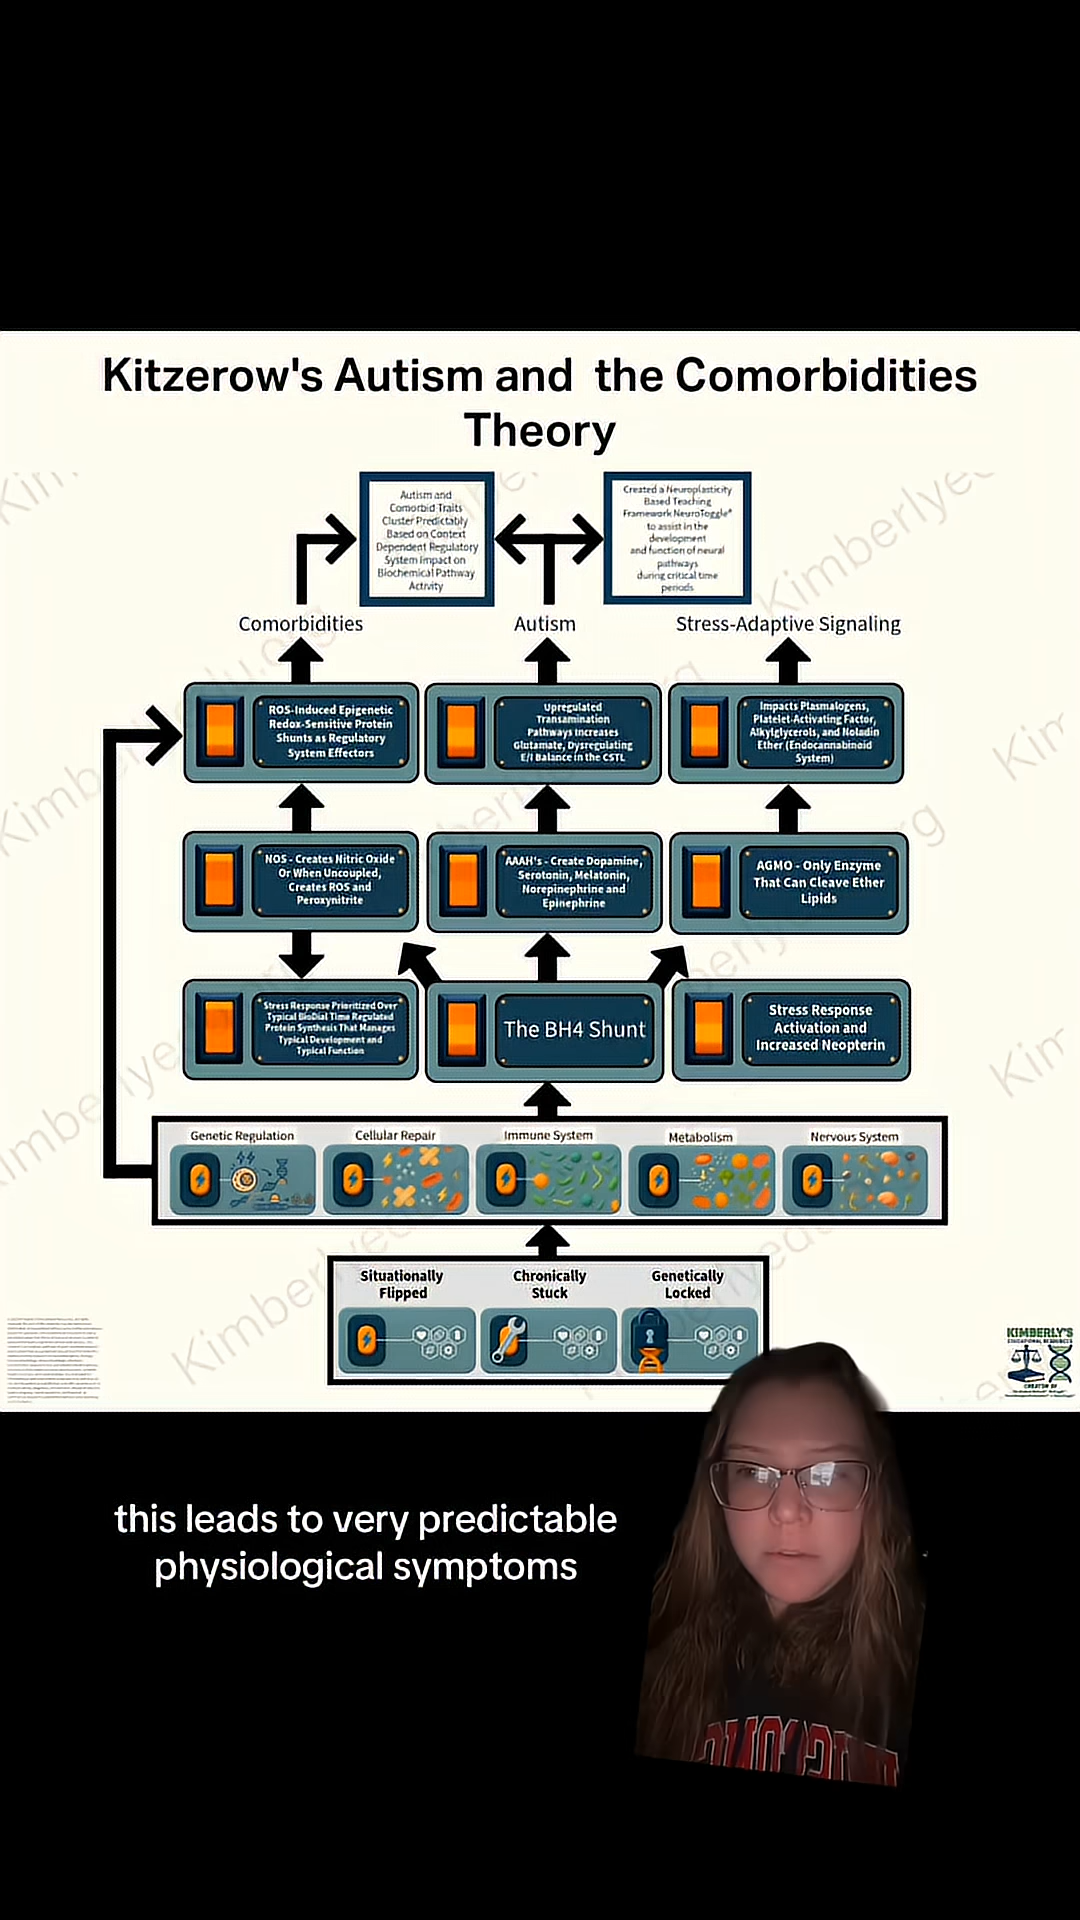 Kitzerow's Autism and the Comorbidities
Theory
Autism and
Comorbid Traits
Cluster Predictably
Based on Context
Dependent Regulatory
System Impact on
Biochemical Pathway
Activity
Created a Neuroplasticity
Based Teaching
Framework NeuroToggle®
to assist in the
development
and function of neural
pathways
during critical time
periods
Comorbidities
Autism
Stress-Adaptive Signaling
ROS-Induced Epigenetic
Redox-Sensitive Protein
Shunts as Regulatory
System Effectors
Upregulated
Transamination
Pathways Increases
Glutamate, Dysregulating
E/I Balance in the CSTL
Impacts Plasmalogens,
Platelet-Activating Factor,
Alkylglycerols, and Noladin
Ether (Endocannabinoid
System)
NOS - Creates Nitric Oxide
Or When Uncoupled,
Creates ROS and
Peroxynitrite
AAAH's - Create Dopamine,
Serotonin, Melatonin,
Norepinephrine and
Epinephrine
AGMO - Only Enzyme
That Can Cleave Ether
Lipids
Stress Response Prioritized Over
Typical BioDial Time Regulated
Protein Synthesis That Manages
Typical Development and
Typical Function
The BH4 Shunt
Stress Response
Activation and
Increased Neopterin
Genetic Regulation
Cellular Repair
Immune System
Metabolism
Nervous System
Situationally
Flipped
Chronically
Stuck
Genetically
Locked
KIMBERLY'S
EDUCATIONAL RESOURCES
CREATOR OF
this leads to very predictable
physiological symptoms